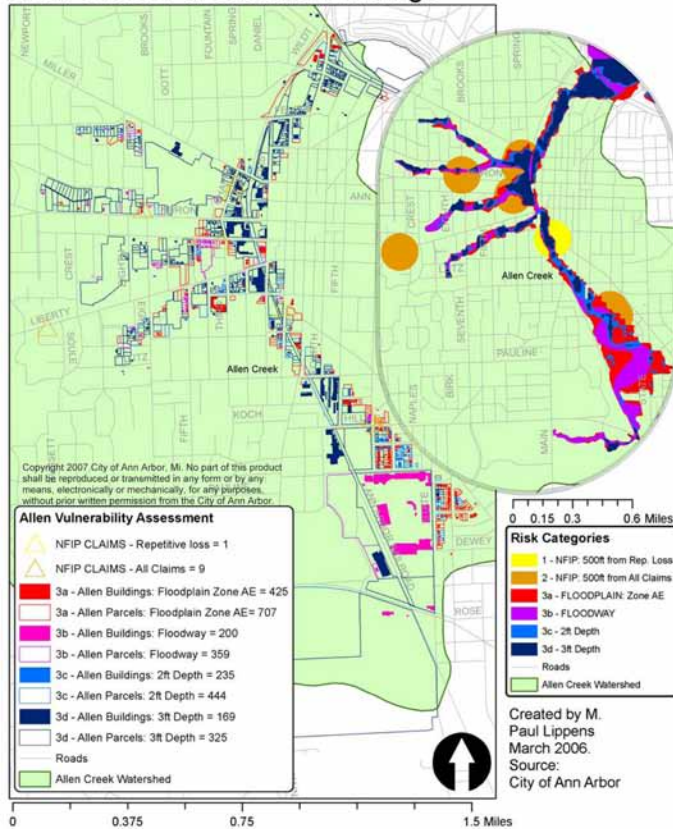 NEWPORT
BROOKS
GOTT
FOUNTAIN
SPRING
DANIEL
WILDT
MILLER
ANN
CREST
LIBERTY
SOULE
EIGHTH
FIFTH
Allen Creek
KOCH
FIFTH
HILL
NAPLES
DEWEY
ROSE
BROOKS
SPRING
CREST
SEVENTH
Allen Creek
PAULINE
BIRK
MAIN
Copyright 2007 City of Ann Arbor, Mi. No part of this product
shall be reproduced or transmitted in any form or by any
means, electronically or mechanically, for any purposes,
without prior written permission from the City of Ann Arbor.
Allen Vulnerability Assessment
NFIP CLAIMS - Repetitive loss = 1
NFIP CLAIMS - All Claims = 9
3a - Allen Buildings: Floodplain Zone AE = 425
3a - Allen Parcels: Floodplain Zone AE= 707
3b - Allen Buildings: Floodway = 200
3b - Allen Parcels: Floodway = 359
3c - Allen Buildings: 2ft Depth = 235
3c - Allen Parcels: 2ft Depth = 444
3d - Allen Buildings: 3ft Depth = 169
3d - Allen Parcels: 3ft Depth = 325
Roads
Allen Creek Watershed
0 0.375 0.75 1.5 Miles
0 0.15 0.3 0.6 Miles
Risk Categories
1 - NFIP: 500ft from Rep. Loss
2 - NFIP: 500ft from All Claims
3a - FLOODPLAIN: Zone AE
3b - FLOODWAY
3c - 2ft Depth
3d - 3ft Depth
Roads
Allen Creek Watershed
Created by M.
Paul Lippens
March 2006.
Source:
City of Ann Arbor